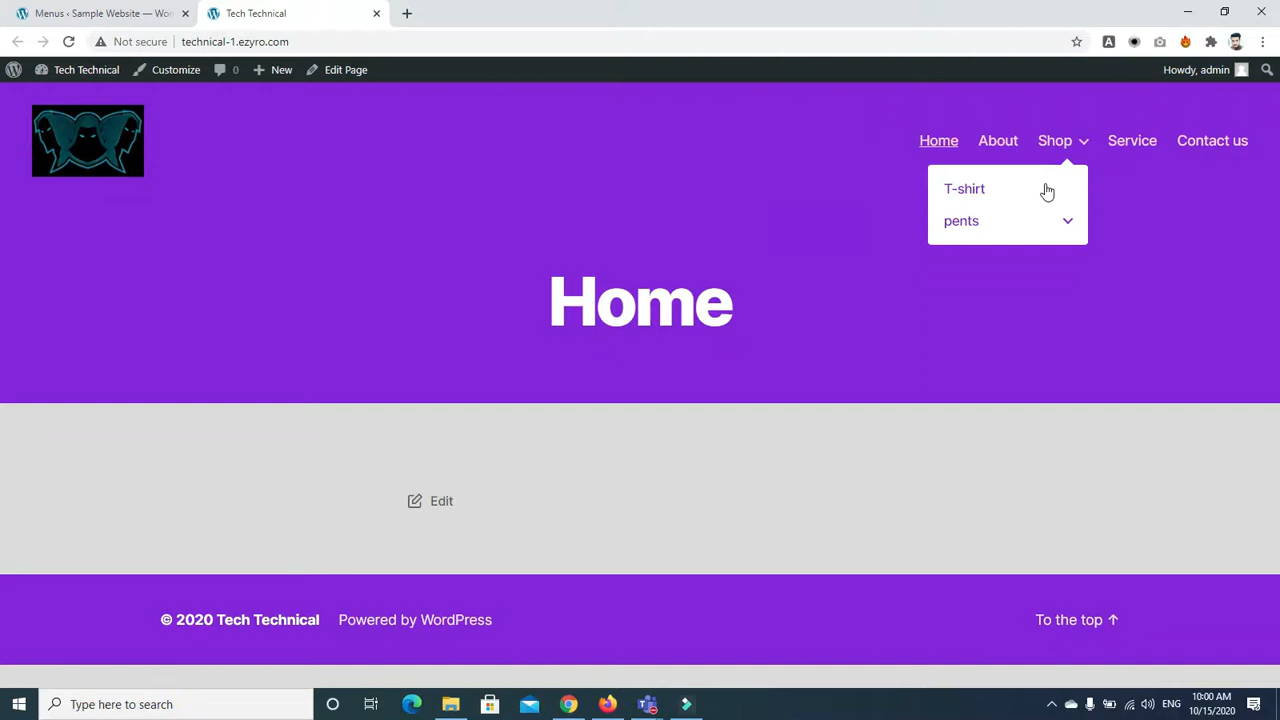 Menus ‹ Sample Website — Wor
Tech Technical
Not secure
technical-1.ezyro.com
Tech Technical
Customize
0
New
Edit Page
Howdy, admin
Home
About
Shop
Service
Contact us
T-shirt
pents
Home
Edit
© 2020 Tech Technical
Powered by WordPress
To the top ↑
Type here to search
ENG
10:00 AM
10/15/2020